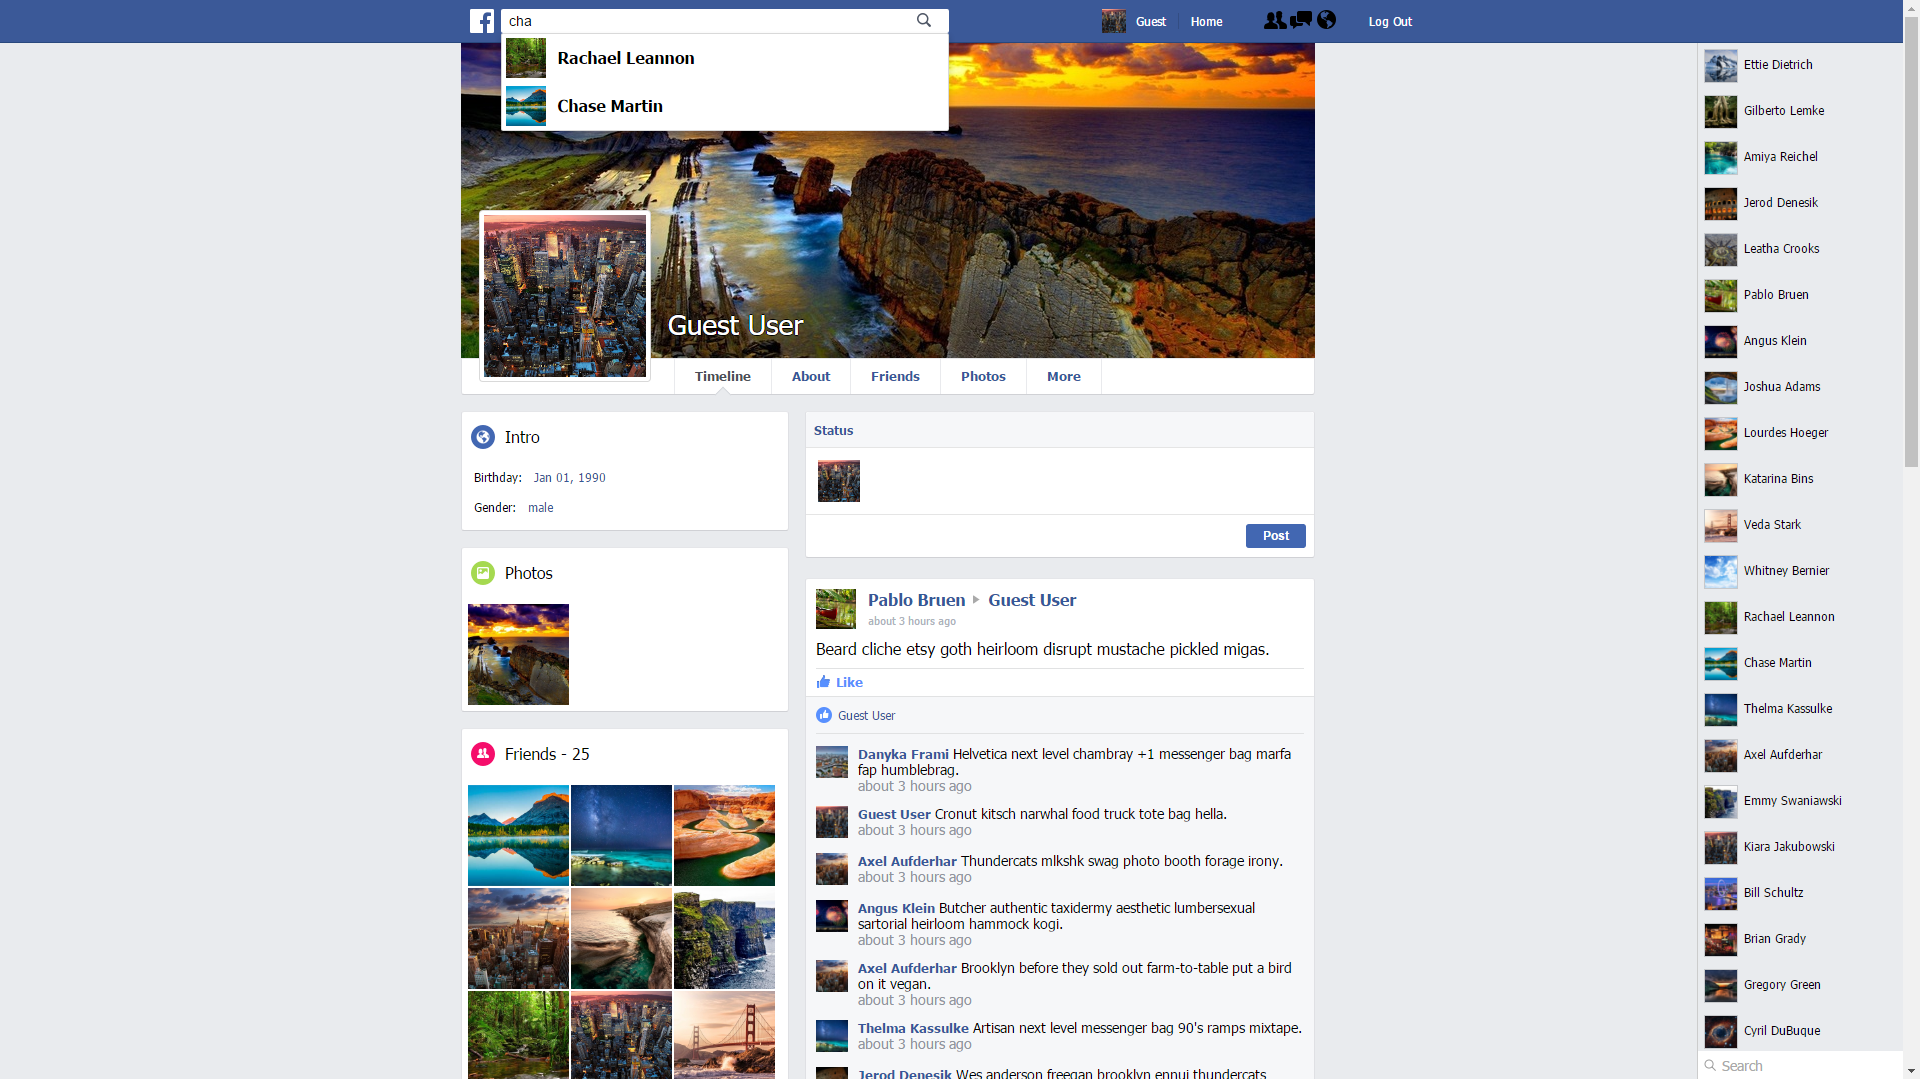 cha
Guest
Home
Log Out
Rachael Leannon
Chase Martin
Guest User
Timeline
About
Friends
Photos
More
Intro
Birthday: Jan 01, 1990
Gender: male
Photos
Friends - 25
Status
Post
Pablo Bruen Guest User
about 3 hours ago
Beard cliche etsy goth heirloom disrupt mustache pickled migas.
Like
Guest User
Danyka Frami Helvetica next level chambray +1 messenger bag marfa
fap humblebrag.
about 3 hours ago
Guest User Cronut kitsch narwhal food truck tote bag hella.
about 3 hours ago
Axel Aufderhar Thundercats mlkshk swag photo booth forage irony.
about 3 hours ago
Angus Klein Butcher authentic taxidermy aesthetic lumbersexual
sartorial heirloom hammock kogi.
about 3 hours ago
Axel Aufderhar Brooklyn before they sold out farm-to-table put a bird
on it vegan.
about 3 hours ago
Thelma Kassulke Artisan next level messenger bag 90's ramps mixtape.
about 3 hours ago
Jerod Denesik Wes anderson freegan brooklyn ennui thundercats
Ettie Dietrich
Gilberto Lemke
Amiya Reichel
Jerod Denesik
Leatha Crooks
Pablo Bruen
Angus Klein
Joshua Adams
Lourdes Hoeger
Katarina Bins
Veda Stark
Whitney Bernier
Rachael Leannon
Chase Martin
Thelma Kassulke
Axel Aufderhar
Emmy Swaniawski
Kiara Jakubowski
Bill Schultz
Brian Grady
Gregory Green
Cyril DuBuque
Search